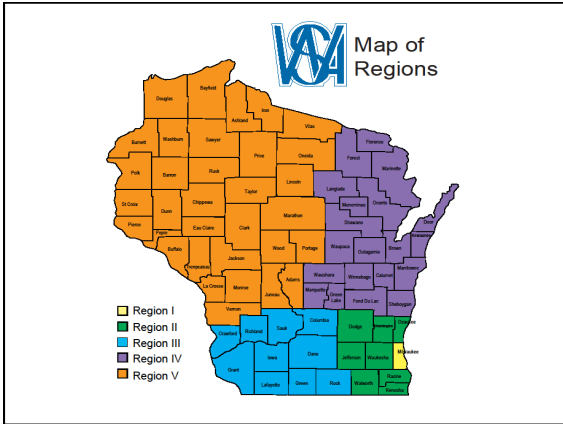 WSAA
Map of
Regions
Douglas
Bayfield
Iron
Ashland
Vilas
Burnett
Washburn
Sawyer
Price
Oneida
Florence
Forest
Marinette
Polk
Barron
Rusk
Lincoln
Langlade
Taylor
Menominee
Oconto
St Croix
Dunn
Chippewa
Marathon
Shawano
Door
Pierce
Pepin
Eau Claire
Clark
Buffalo
Trempealeau
Jackson
Wood
Portage
Waupaca
Outagamie
Brown
Kewaunee
La Crosse
Monroe
Juneau
Adams
Waushara
Winnebago
Calumet
Manitowoc
Marquette
Green
Lake
Fond Du Lac
Sheboygan
Vernon
Crawford
Richland
Sauk
Columbia
Dodge
Washington
Ozaukee
Grant
Iowa
Dane
Jefferson
Waukesha
Milwaukee
Lafayette
Green
Rock
Walworth
Racine
Kenosha
Region I
Region II
Region III
Region IV
Region V